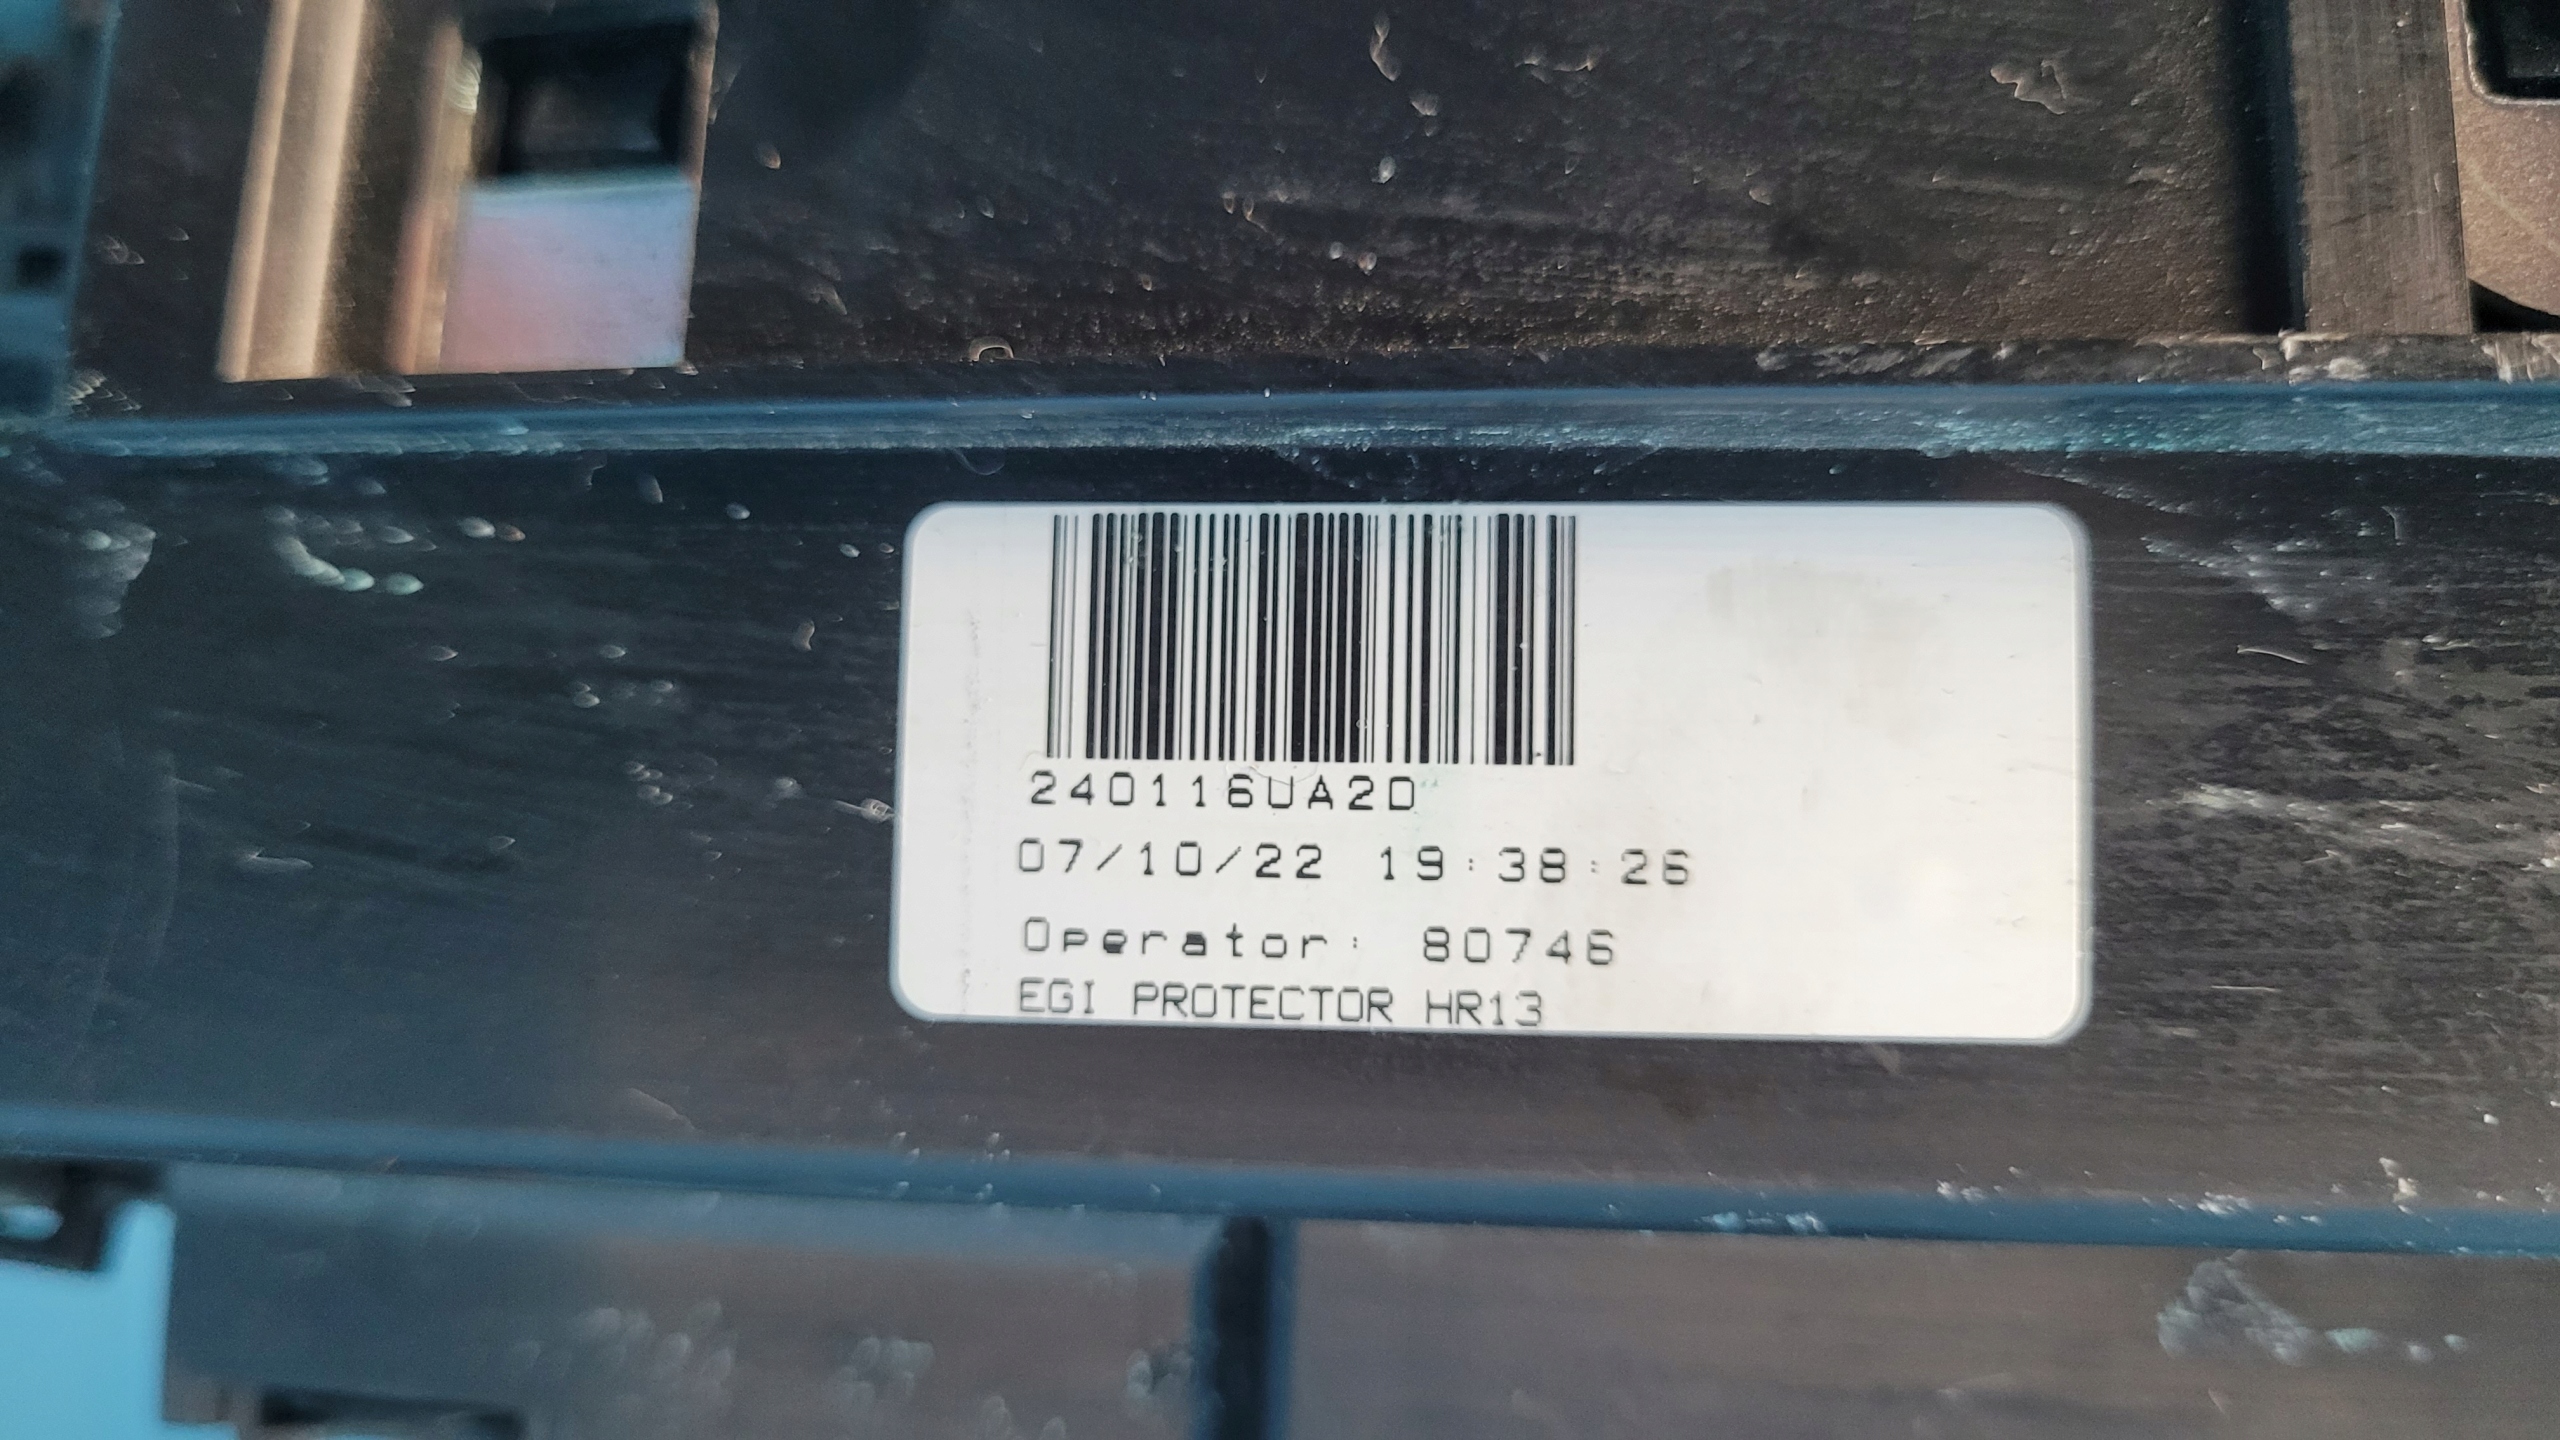 240116UA2D
07/10/22 19:38:26
Operator: 80746
EGI PROTECTOR HR13